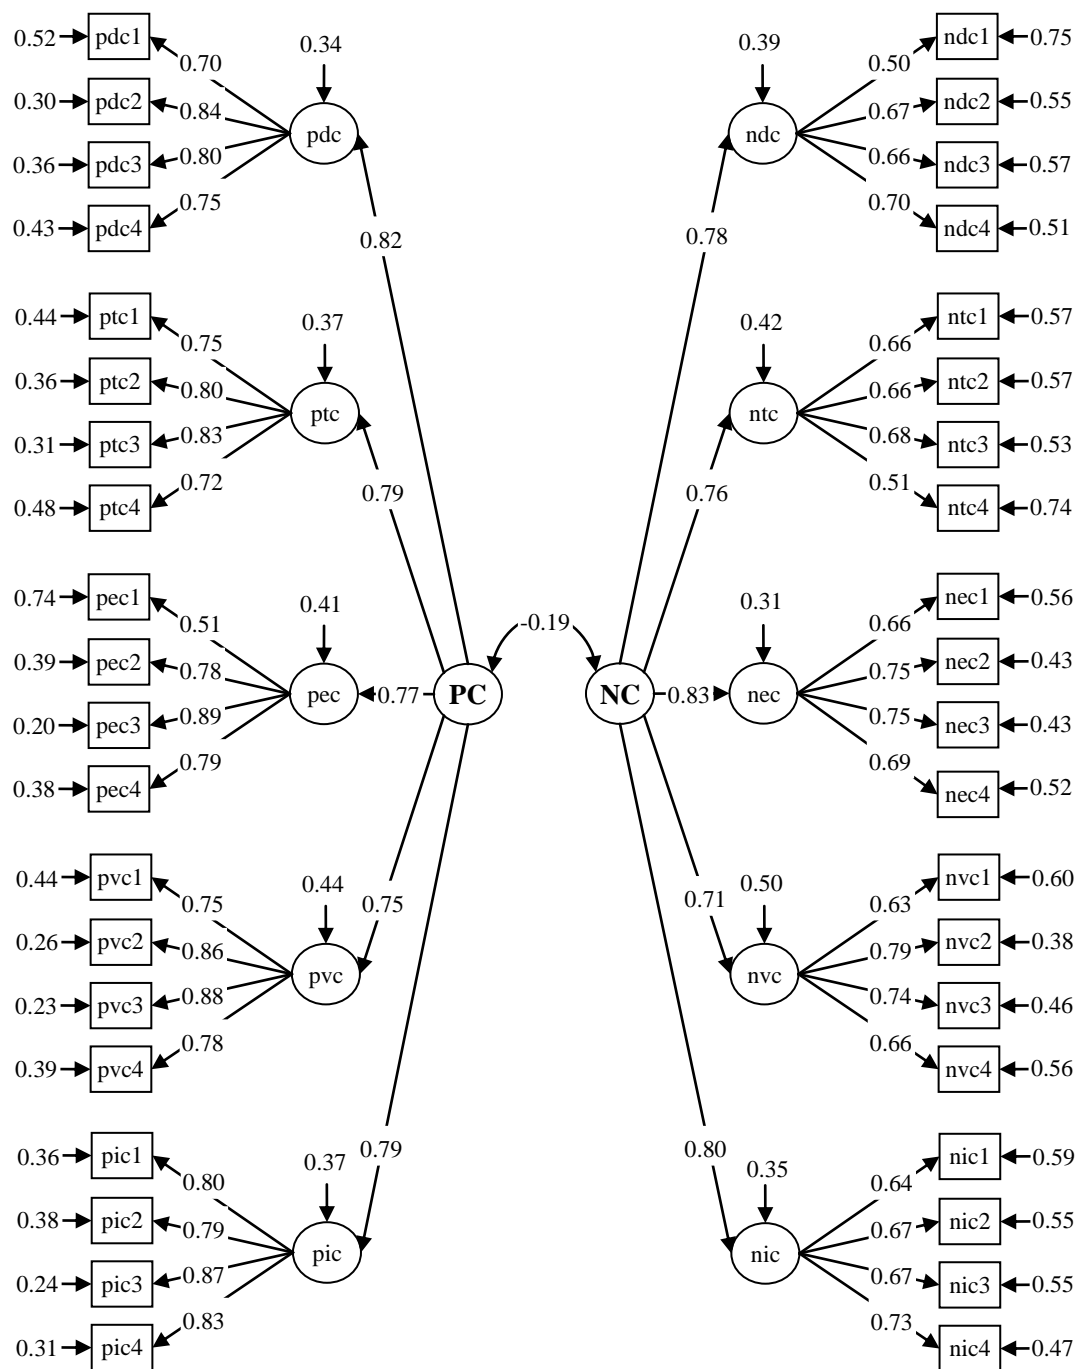 0.52 pdc1 0.70 0.34 0.39 0.50 ndc1 0.75
0.30 pdc2 0.84 0.67 ndc2 0.55
pdc ndc
0.36 pdc3 0.80 0.66 ndc3 0.57
0.43 pdc4 0.75 0.70 ndc4 0.51
0.82 0.78
0.44 ptc1 0.75 0.37 0.42 0.66 ntc1 0.57
0.36 ptc2 0.80 0.66 ntc2 0.57
ptc ntc
0.31 ptc3 0.83 0.68 ntc3 0.53
0.48 ptc4 0.72 0.79 0.76 0.51 ntc4 0.74
0.74 pec1 0.51 0.41 -0.19 0.31 0.66 nec1 0.56
0.39 pec2 0.78 0.75 nec2 0.43
pec 0.77 PC NC 0.83 nec
0.20 pec3 0.89 0.75 nec3 0.43
0.38 pec4 0.79 0.69 nec4 0.52
0.44 pvc1 0.75 0.44 0.75 0.71 0.50 0.63 nvc1 0.60
0.26 pvc2 0.86 0.79 nvc2 0.38
pvc nvc
0.23 pvc3 0.88 0.74 nvc3 0.46
0.39 pvc4 0.78 0.66 nvc4 0.56
0.36 pic1 0.80 0.37 0.79 0.80 0.35 0.64 nic1 0.59
0.38 pic2 0.79 0.67 nic2 0.55
pic nic
0.24 pic3 0.87 0.67 nic3 0.55
0.31 pic4 0.83 0.73 nic4 0.47